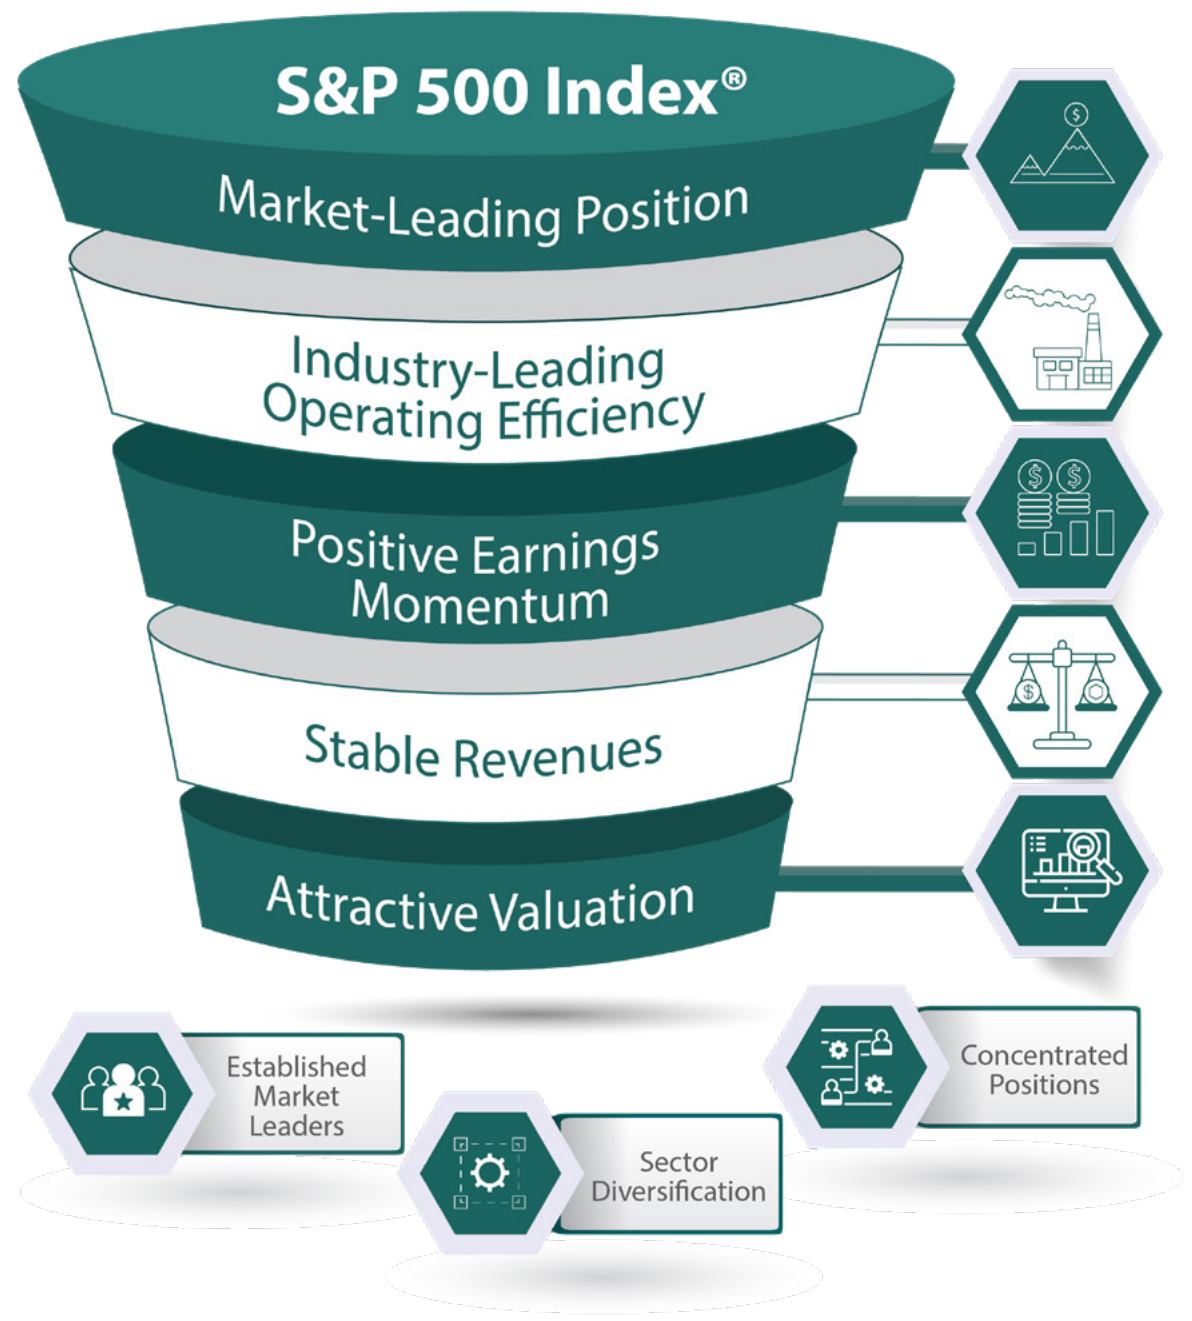 S&P 500 Index®
Market-Leading Position
Industry-Leading
Operating Efficiency
Positive Earnings
Momentum
Stable Revenues
Attractive Valuation
Established
Market
Leaders
Sector
Diversification
Concentrated
Positions